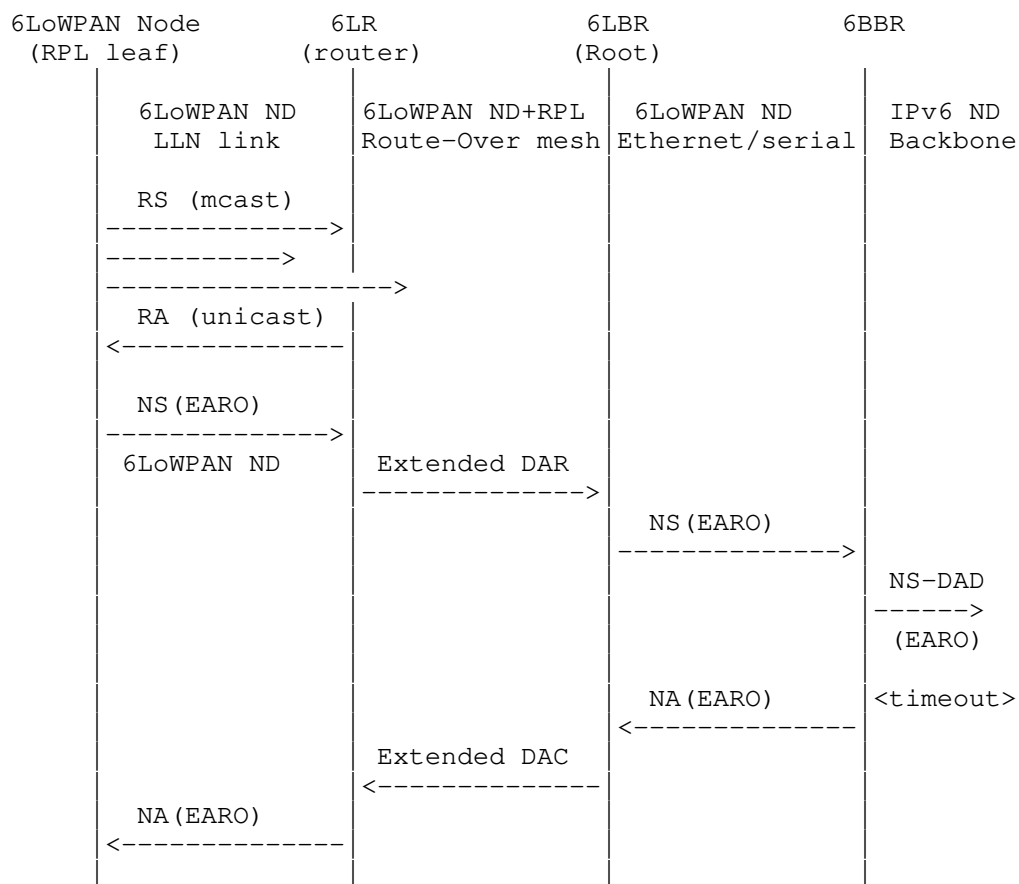 6LoWPAN Node 6LR 6LBR 6BBR
(RPL leaf) (router) (Root)
6LoWPAN ND 6LoWPAN ND+RPL 6LoWPAN ND IPv6 ND
LLN link Route-Over mesh Ethernet/serial Backbone
RS (mcast)
RA (unicast)
NS(EARO)
6LoWPAN ND Extended DAR
NS(EARO)
NS-DAD
(EARO)
NA(EARO) <timeout>
Extended DAC
NA(EARO)